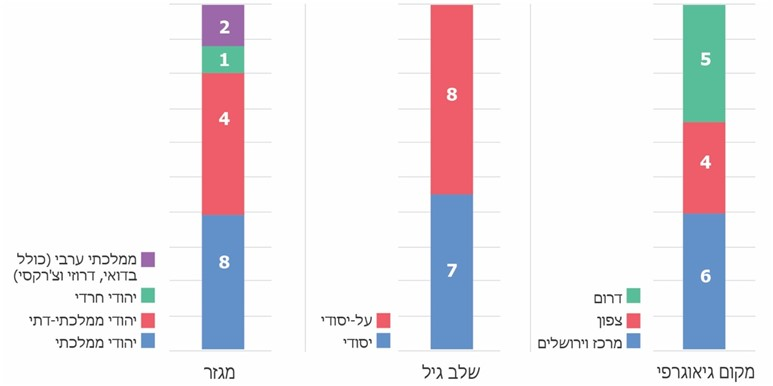 5
4
6
דרום
צפון
מרכז וירושלים
מקום גיאוגרפי
8
7
על-יסודי
יסודי
שלב גיל
2
1
4
8
ממלכתי ערבי (כולל
בדואי, דרוזי וצ'רקסי)
יהודי חרדי
יהודי ממלכתי-דתי
יהודי ממלכתי
מגזר